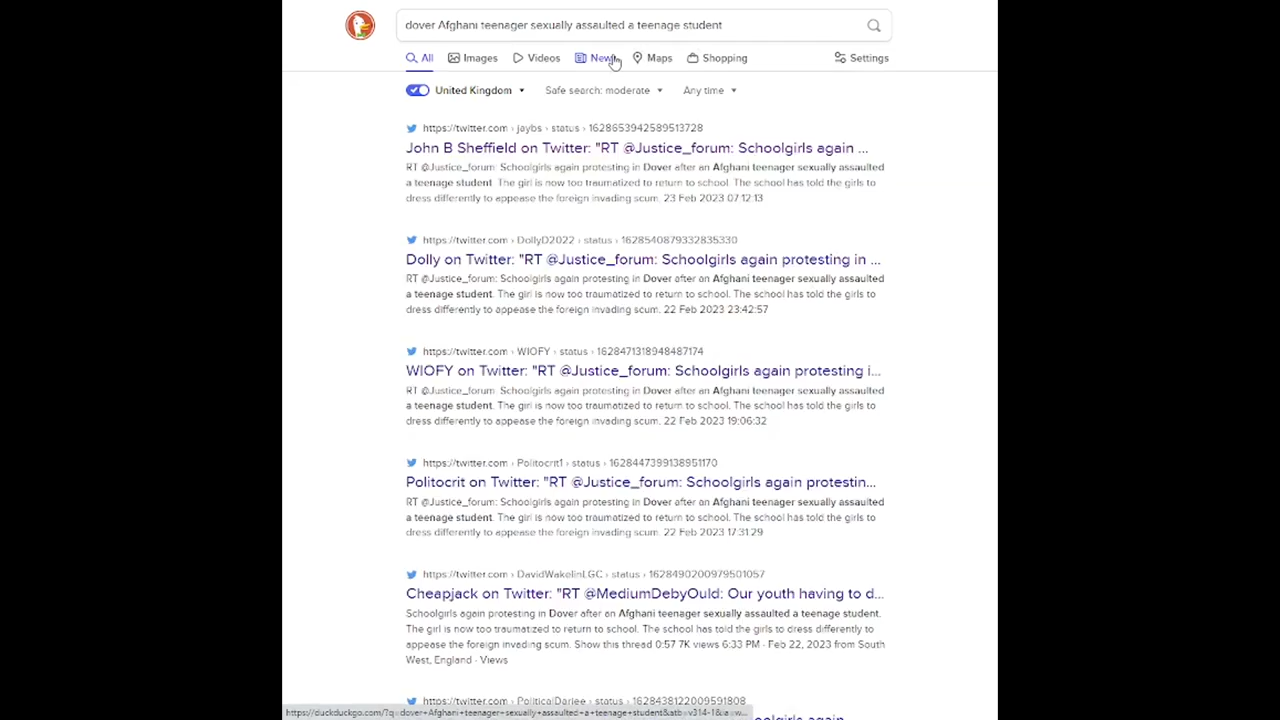 dover Afghani teenager sexually assaulted a teenage student
All Images Videos News Maps Shopping Settings
United Kingdom Safe search: moderate Any time
https://twitter.com › jaybs › status › 1628653942589513728
John B Sheffield on Twitter: "RT @Justice_forum: Schoolgirls again ...
RT @Justice_forum: Schoolgirls again protesting in Dover after an Afghani teenager sexually assaulted
a teenage student. The girl is now too traumatized to return to school. The school has told the girls to
dress differently to appease the foreign invading scum. 23 Feb 2023 07:12:13
https://twitter.com › DollyD2022 › status › 1628540879332835330
Dolly on Twitter: "RT @Justice_forum: Schoolgirls again protesting in ...
RT @Justice_forum: Schoolgirls again protesting in Dover after an Afghani teenager sexually assaulted
a teenage student. The girl is now too traumatized to return to school. The school has told the girls to
dress differently to appease the foreign invading scum. 22 Feb 2023 23:42:57
https://twitter.com › WIOFY › status › 1628471318948487174
WIOFY on Twitter: "RT @Justice_forum: Schoolgirls again protesting i...
RT @Justice_forum: Schoolgirls again protesting in Dover after an Afghani teenager sexually assaulted
a teenage student. The girl is now too traumatized to return to school. The school has told the girls to
dress differently to appease the foreign invading scum. 22 Feb 2023 19:06:32
https://twitter.com › Politocrit1 › status › 1628447399138951170
Politocrit on Twitter: "RT @Justice_forum: Schoolgirls again protestin...
RT @Justice_forum: Schoolgirls again protesting in Dover after an Afghani teenager sexually assaulted
a teenage student. The girl is now too traumatized to return to school. The school has told the girls to
dress differently to appease the foreign invading scum. 22 Feb 2023 17:31:29
https://twitter.com › DavidWakelinLGC › status › 1628490200979501057
Cheapjack on Twitter: "RT @MediumDebyOuld: Our youth having to d...
Schoolgirls again protesting in Dover after an Afghani teenager sexually assaulted a teenage student.
The girl is now too traumatized to return to school. The school has told the girls to dress differently to
appease the foreign invading scum. Show this thread 0:57 7K views 6:33 PM · Feb 22, 2023 from South
West, England · Views
https://twitter.com › PoliticalDarlee › status › 1628438122009591808
https://duckduckgo.com/?q=dover+Afghani+teenager+sexually+assaulted+a+teenage+student&atb=v314-1&ia=w...